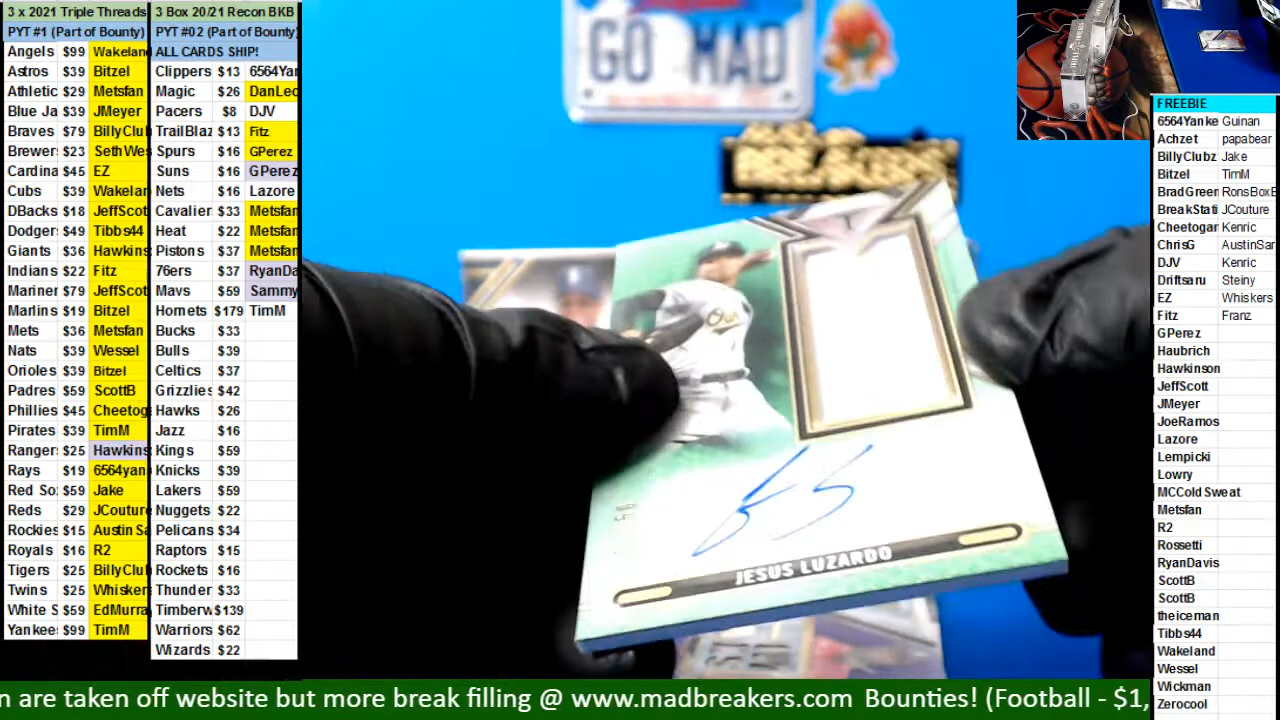 3 x 2021 Triple Threads
PYT #1 (Part of Bounty)
Angels $99 Wakeland
Astros $39 Bitzel
Athletic $29 Metsfan
Blue Ja $39 JMeyer
Braves $79 BillyClub
Brewer $23 SethWes
Cardina $45 EZ
Cubs $39 Wakelan
DBacks $18 JeffScot
Dodger $49 Tibbs44
Giants $36 Hawkins
Indians $22 Fitz
Mariner $79 JeffScot
Marlins $19 Bitzel
Mets $36 Metsfan
Nats $39 Wessel
Orioles $39 Bitzel
Padres $59 ScottB
Phillies $45 Cheetog
Pirates $39 TimM
Ranger $25 Hawkins
Rays $19 6564yan
Red So $59 Jake
Reds $29 JCouture
Rockies $15 Austin Sa
Royals $16 R2
Tigers $25 BillyClu
Twins $25 Whisker
White S $59 EdMurra
Yankee $99 TimM
3 Box 20/21 Recon BKB
PYT #02 (Part of Bounty)
ALL CARDS SHIP!
Clippers $13 6564Yar
Magic $26 DanLeo
Pacers $8 DJV
TrailBlaz $13 Fitz
Spurs $16 GPerez
Suns $16 GPerez
Nets $16 Lazore
Cavalier $33 Metsfan
Heat $22 Metsfan
Pistons $37 Metsfan
76ers $37 RyanDa
Mavs $59 Sammy
Hornets $179 TimM
Bucks $33
Bulls $39
Celtics $37
Grizzlies $42
Hawks $26
Jazz $16
Kings $59
Knicks $39
Lakers $59
Nuggets $22
Pelicans $34
Raptors $15
Rockets $16
Thunder $33
Timberw $139
Warriors $62
Wizards $22
GO MAD
JESUS LUZARDO
FREEBIE
6564Yanke Guinan
Achzet papabear
BillyClubz Jake
Bitzel TimM
BradGreen RonsBoxB
BreakStati JCouture
Cheetogar Kenric
ChrisG AustinSar
DJV Kenric
Driftsaru Steiny
EZ Whiskers
Fitz Franz
GPerez
Haubrich
Hawkinson
JeffScott
JMeyer
JoeRamos
Lazore
Lempicki
Lowry
MCCold Sweat
Metsfan
R2
Rossetti
RyanDavis
ScottB
ScottB
theiceman
Tibbs44
Wakeland
Wessel
Wickman
Zerocool
n are taken off website but more break filling @ www.madbreakers.com Bounties! (Football - $1,